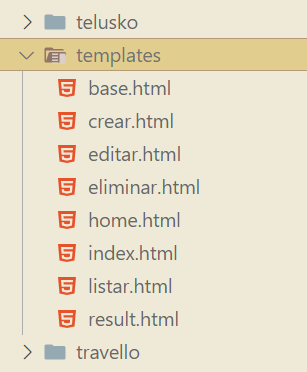 telusko
templates
base.html
crear.html
editar.html
eliminar.html
home.html
index.html
listar.html
result.html
travello